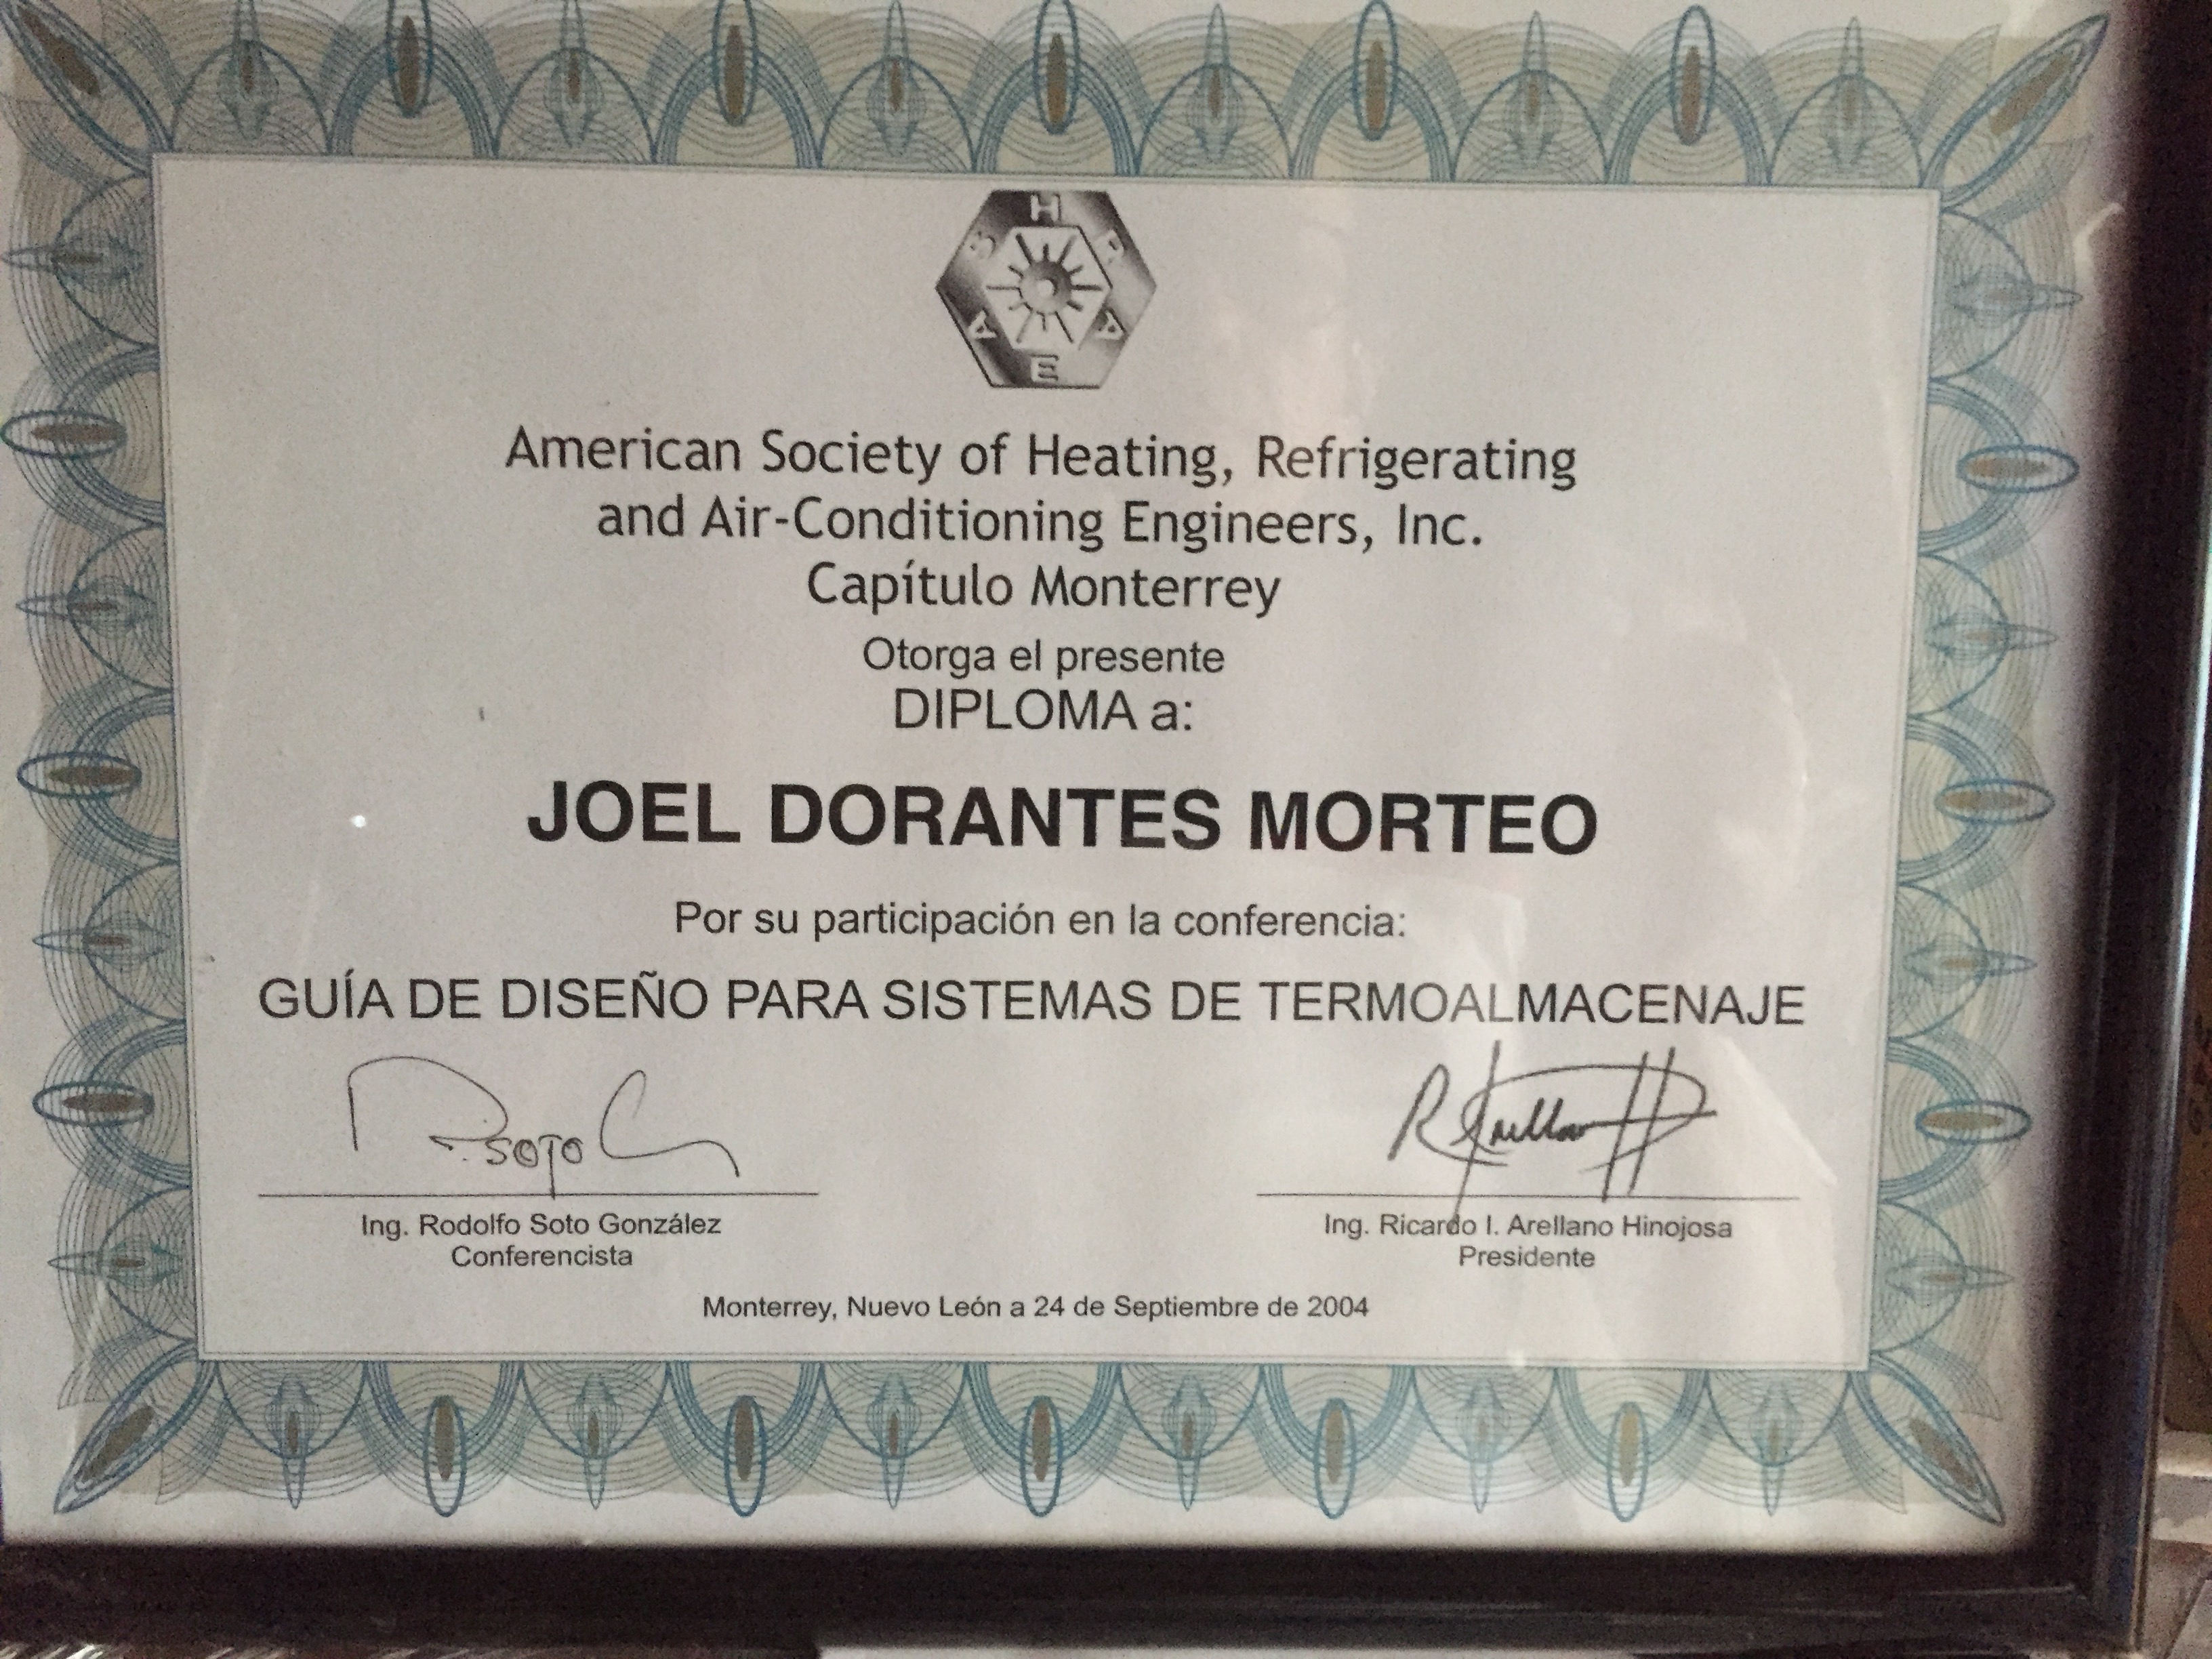 ASHRAE
American Society of Heating, Refrigerating
and Air-Conditioning Engineers, Inc.
Capítulo Monterrey
Otorga el presente
DIPLOMA a:
JOEL DORANTES MORTEO
Por su participación en la conferencia:
GUÍA DE DISEÑO PARA SISTEMAS DE TERMOALMACENAJE
R. SOTO G
R Arellano H
Ing. Rodolfo Soto González
Conferencista
Ing. Ricardo I. Arellano Hinojosa
Presidente
Monterrey, Nuevo León a 24 de Septiembre de 2004